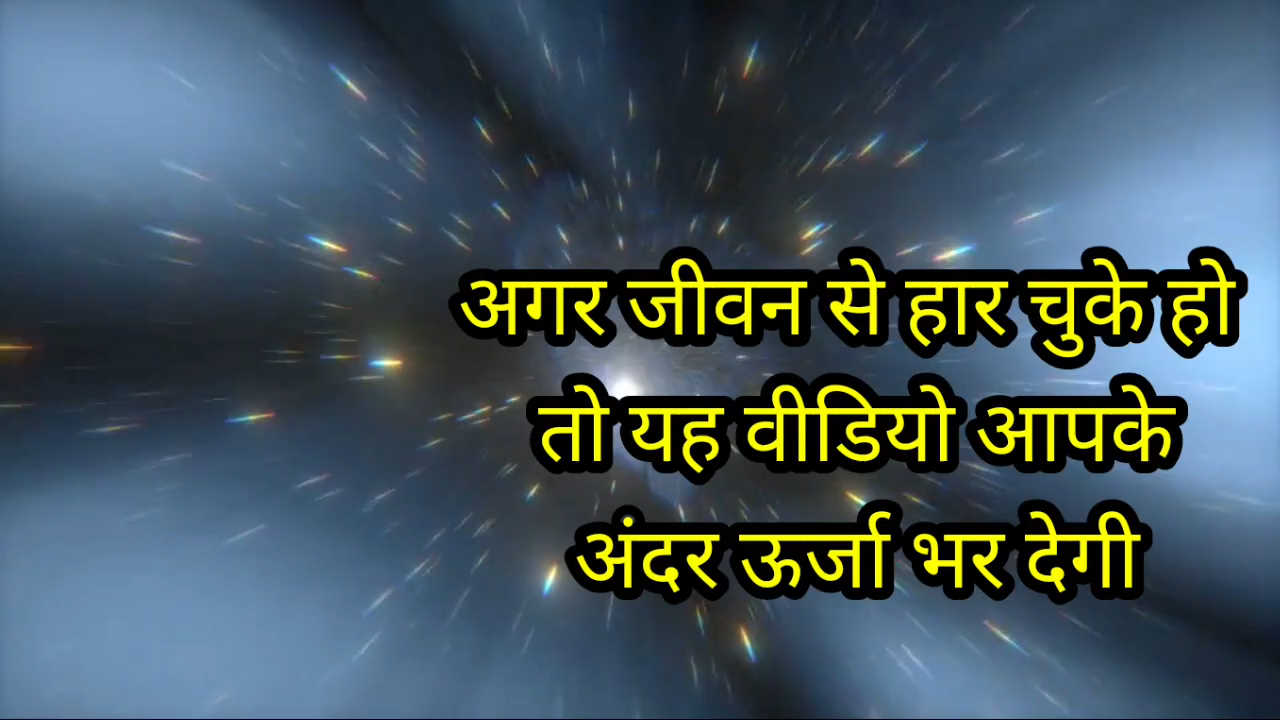 अगर जीवन से हार चुके हो
तो यह वीडियो आपके
अंदर ऊर्जा भर देगी